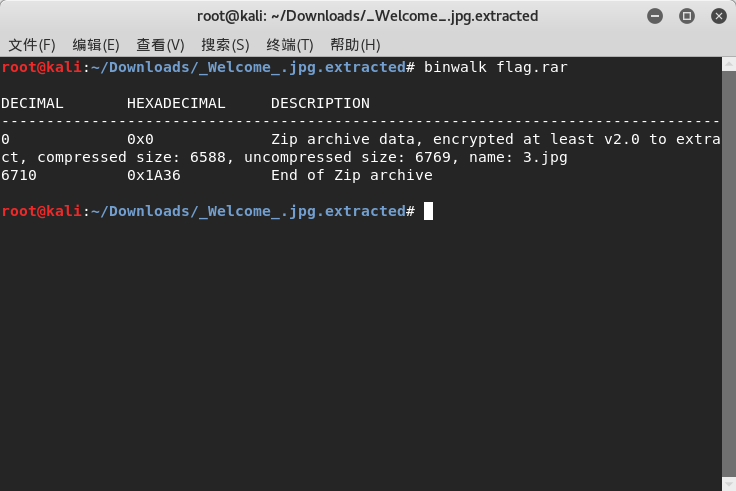 root@kali: ~/Downloads/_Welcome_.jpg.extracted
文件(F) 编辑(E) 查看(V) 搜索(S) 终端(T) 帮助(H)
root@kali:~/Downloads/_Welcome_.jpg.extracted# binwalk flag.rar
DECIMAL       HEXADECIMAL     DESCRIPTION
--------------------------------------------------------------------------------
0             0x0             Zip archive data, encrypted at least v2.0 to extra
ct, compressed size: 6588, uncompressed size: 6769, name: 3.jpg
6710          0x1A36          End of Zip archive
root@kali:~/Downloads/_Welcome_.jpg.extracted#